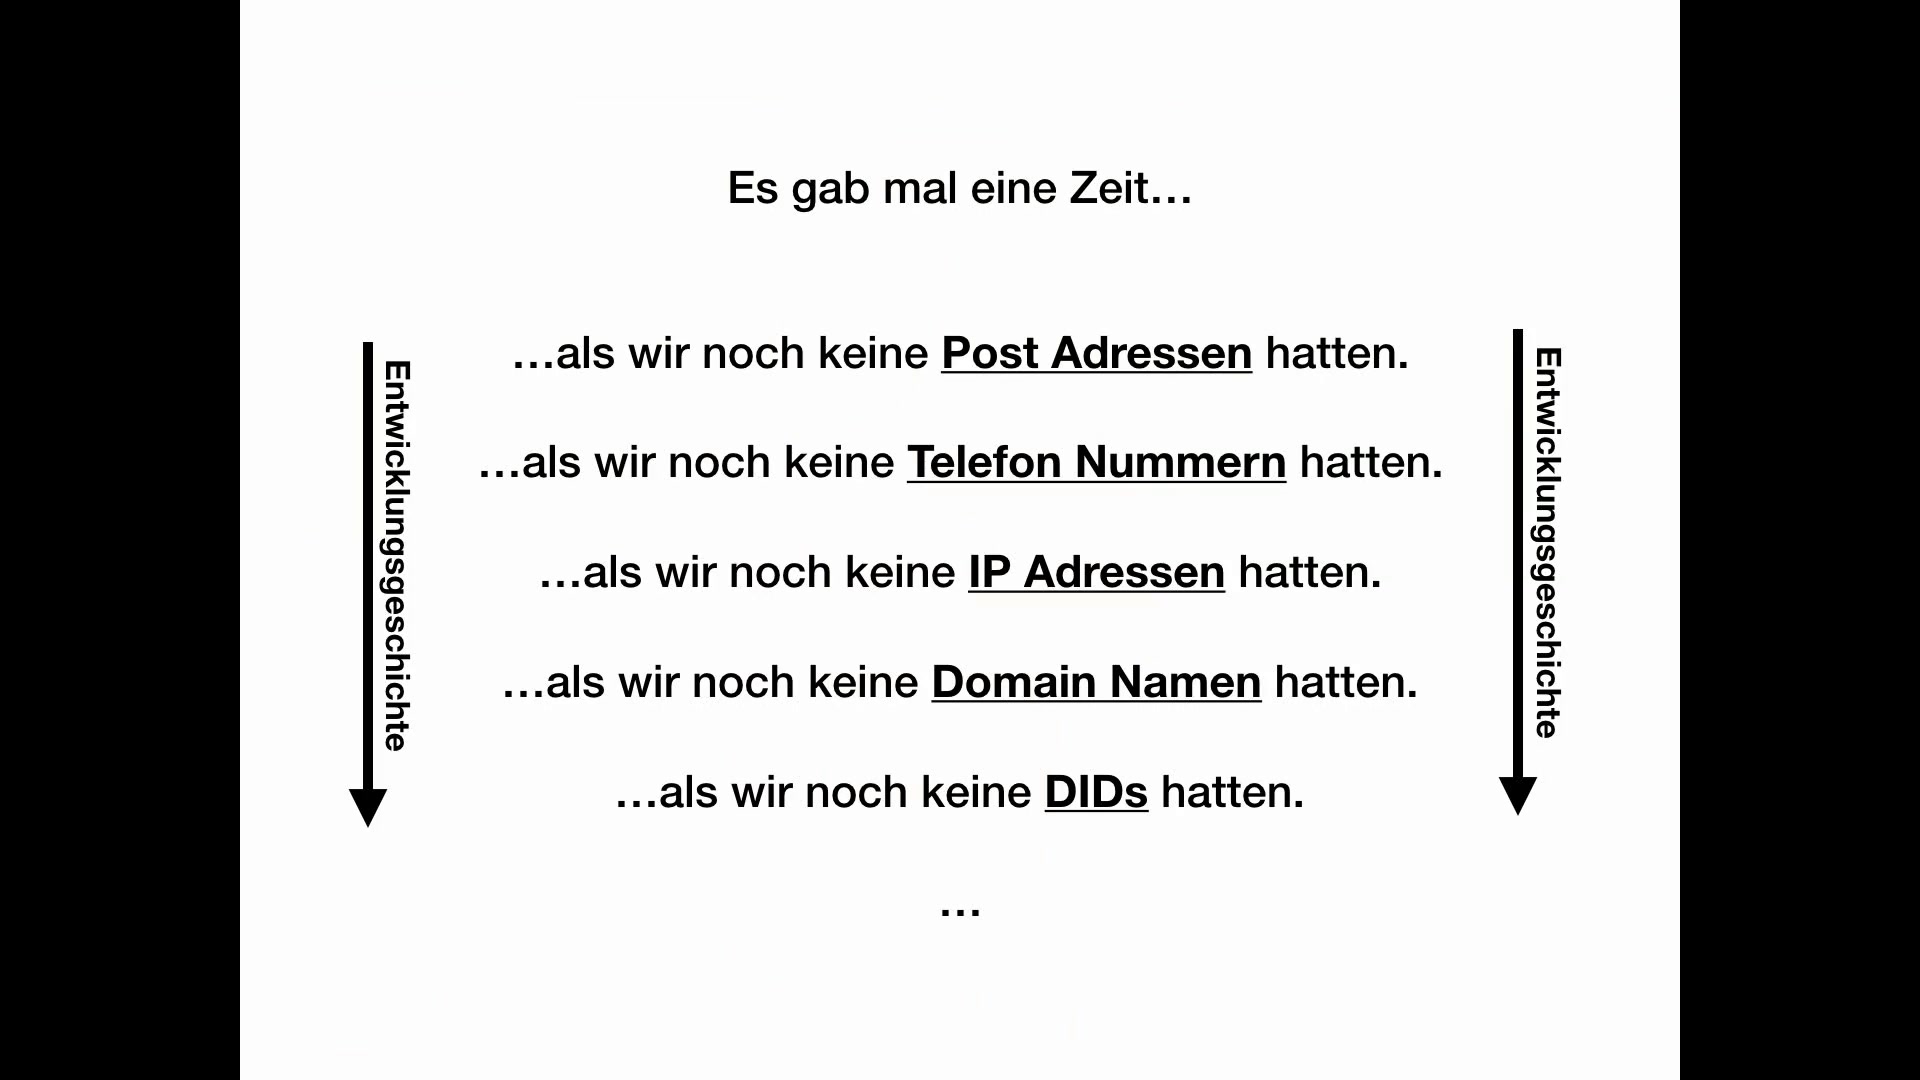 Es gab mal eine Zeit…
…als wir noch keine Post Adressen hatten.
…als wir noch keine Telefon Nummern hatten.
…als wir noch keine IP Adressen hatten.
…als wir noch keine Domain Namen hatten.
…als wir noch keine DIDs hatten.
…
Entwicklungsgeschichte
Entwicklungsgeschichte